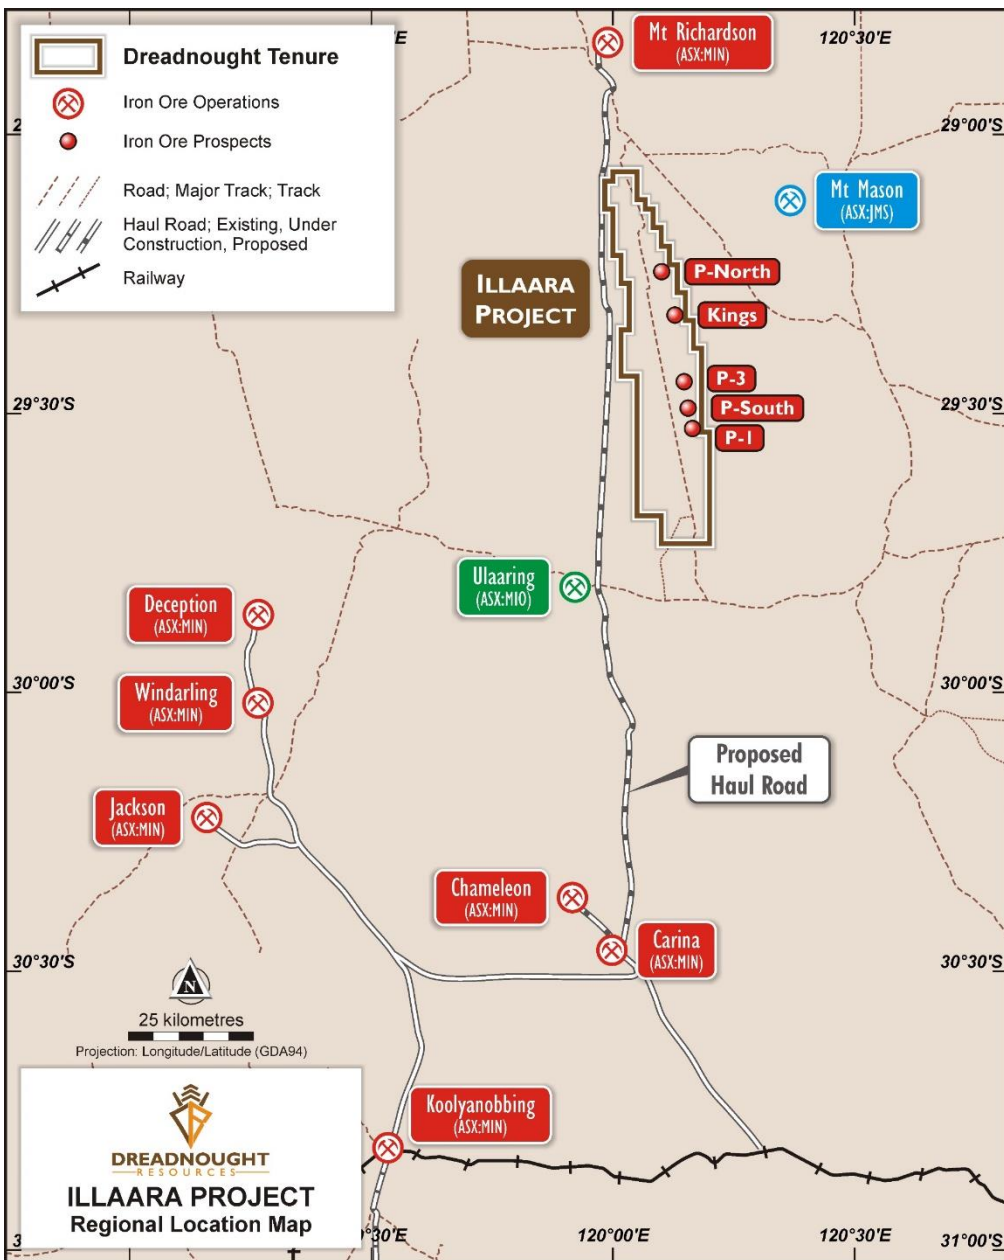 Dreadnought Tenure
Iron Ore Operations
Iron Ore Prospects
Road; Major Track; Track
Haul Road; Existing, Under
Construction, Proposed
Railway
Mt Richardson
(ASX:MIN)
120°30'E
29°00'S
Mt Mason
(ASX:JMS)
ILLAARA
PROJECT
P-North
Kings
P-3
P-South
P-1
29°30'S
29°30'S
Ulaaring
(ASX:MIO)
Deception
(ASX:MIN)
Windarling
(ASX:MIN)
30°00'S
30°00'S
Proposed
Haul Road
Jackson
(ASX:MIN)
Chameleon
(ASX:MIN)
Carina
(ASX:MIN)
30°30'S
30°30'S
N
25 kilometres
Projection: Longitude/Latitude (GDA94)
Koolyanobbing
(ASX:MIN)
DREADNOUGHT
RESOURCES
ILLAARA PROJECT
Regional Location Map
°30'E
120°00'E
120°30'E
31°00'S